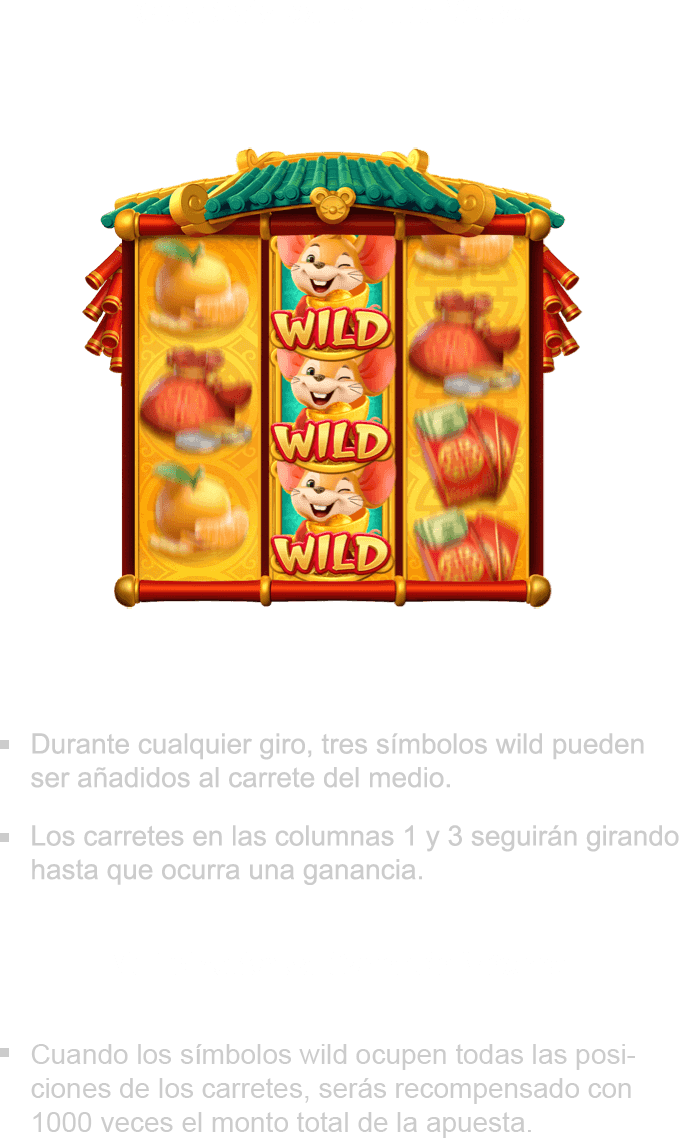 WILD
WILD
WILD
Durante cualquier giro, tres símbolos wild pueden
ser añadidos al carrete del medio.
Los carretes en las columnas 1 y 3 seguirán girando
hasta que ocurra una ganancia.
Cuando los símbolos wild ocupen todas las posi-
ciones de los carretes, serás recompensado con
1000 veces el monto total de la apuesta.